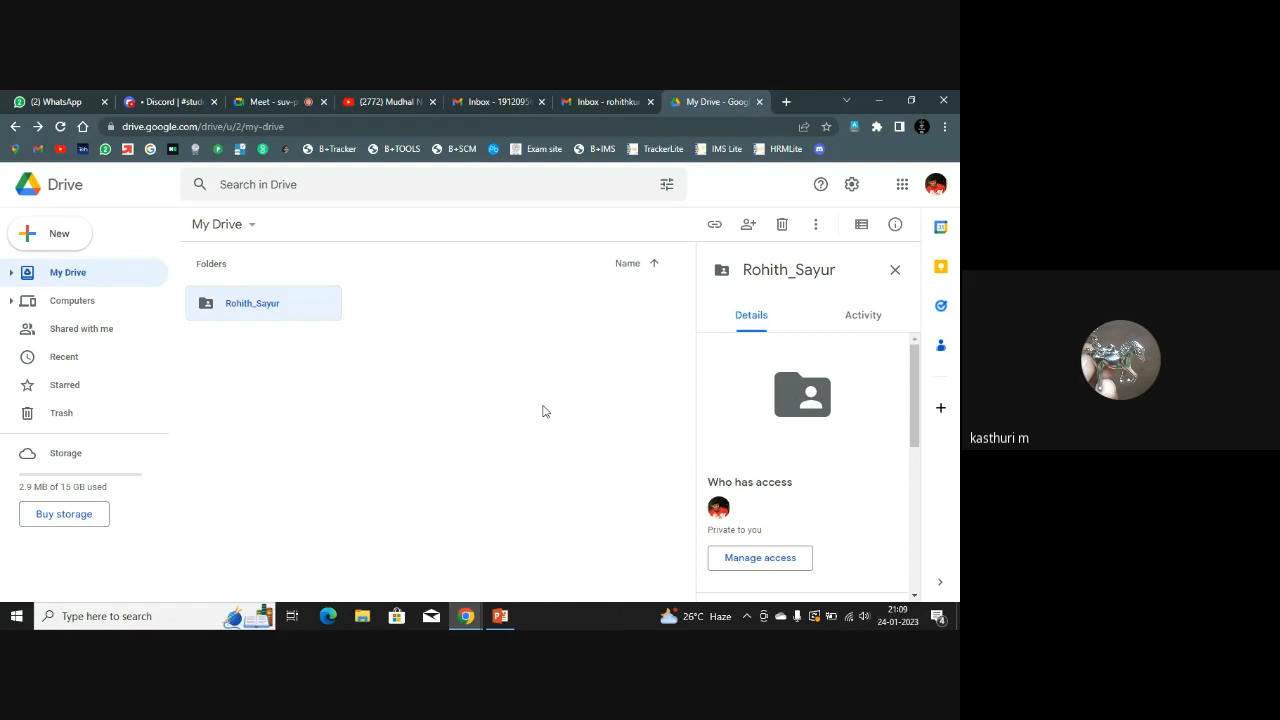 (2) WhatsApp
• Discord | #stud
Meet - suv-p
(2772) Mudhal N
Inbox - 1912095
Inbox - rohithku
My Drive - Goog
drive.google.com/drive/u/2/my-drive
B+Tracker
B+TOOLS
B+SCM
Exam site
B+IMS
TrackerLite
IMS Lite
HRMLite
Drive
Search in Drive
New
My Drive
Computers
Shared with me
Recent
Starred
Trash
Storage
2.9 MB of 15 GB used
Buy storage
My Drive
Folders
Name
Rohith_Sayur
Rohith_Sayur
Details
Activity
Who has access
Private to you
Manage access
kasthuri m
Type here to search
26°C Haze
21:09
24-01-2023
4